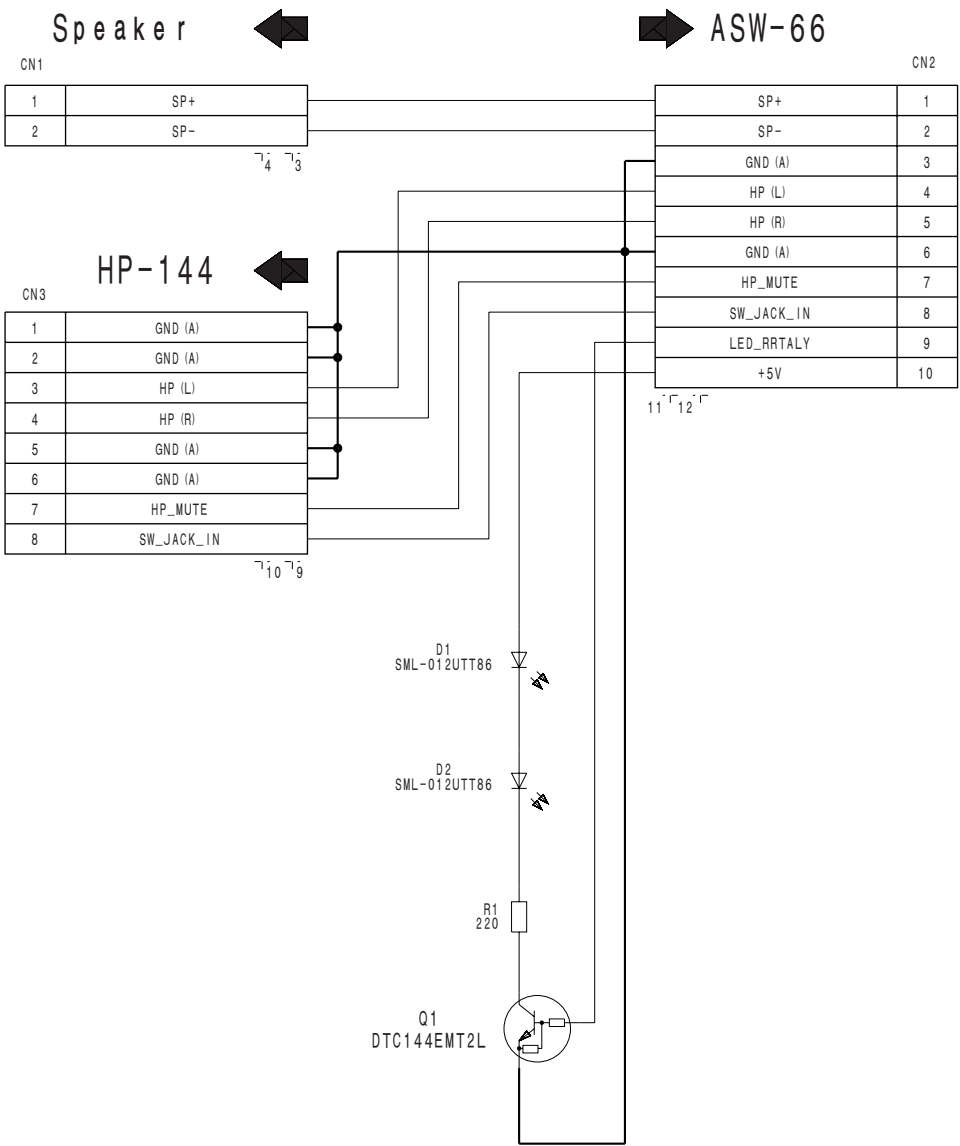 Speaker
ASW-66
CN1
CN2
1 SP+
2 SP-
4 3
SP+ 1
SP- 2
GND (A) 3
HP (L) 4
HP (R) 5
GND (A) 6
HP_MUTE 7
SW_JACK_IN 8
LED_RRTALY 9
+5V 10
11 12
HP-144
CN3
1 GND (A)
2 GND (A)
3 HP (L)
4 HP (R)
5 GND (A)
6 GND (A)
7 HP_MUTE
8 SW_JACK_IN
10 9
D1
SML-012UTT86
D2
SML-012UTT86
R1
220
Q1
DTC144EMT2L